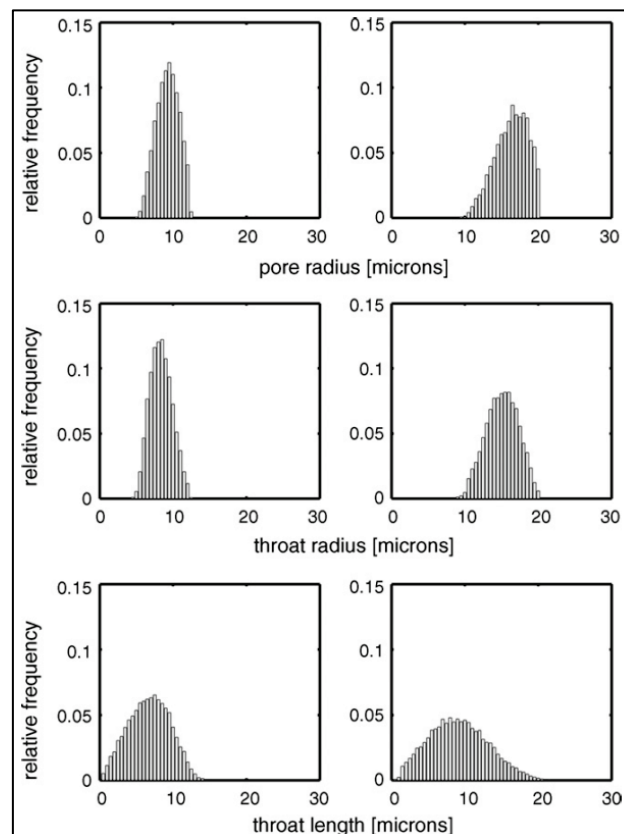 0.15 0.15
relative frequency
0.1 0.1
0.05 0.05
0 0
0 10 20 30 0 10 20 30
pore radius [microns]
0.15 0.15
relative frequency
0.1 0.1
0.05 0.05
0 0
0 10 20 30 0 10 20 30
throat radius [microns]
0.15 0.15
relative frequency
0.1 0.1
0.05 0.05
0 0
0 10 20 30 0 10 20 30
throat length [microns]